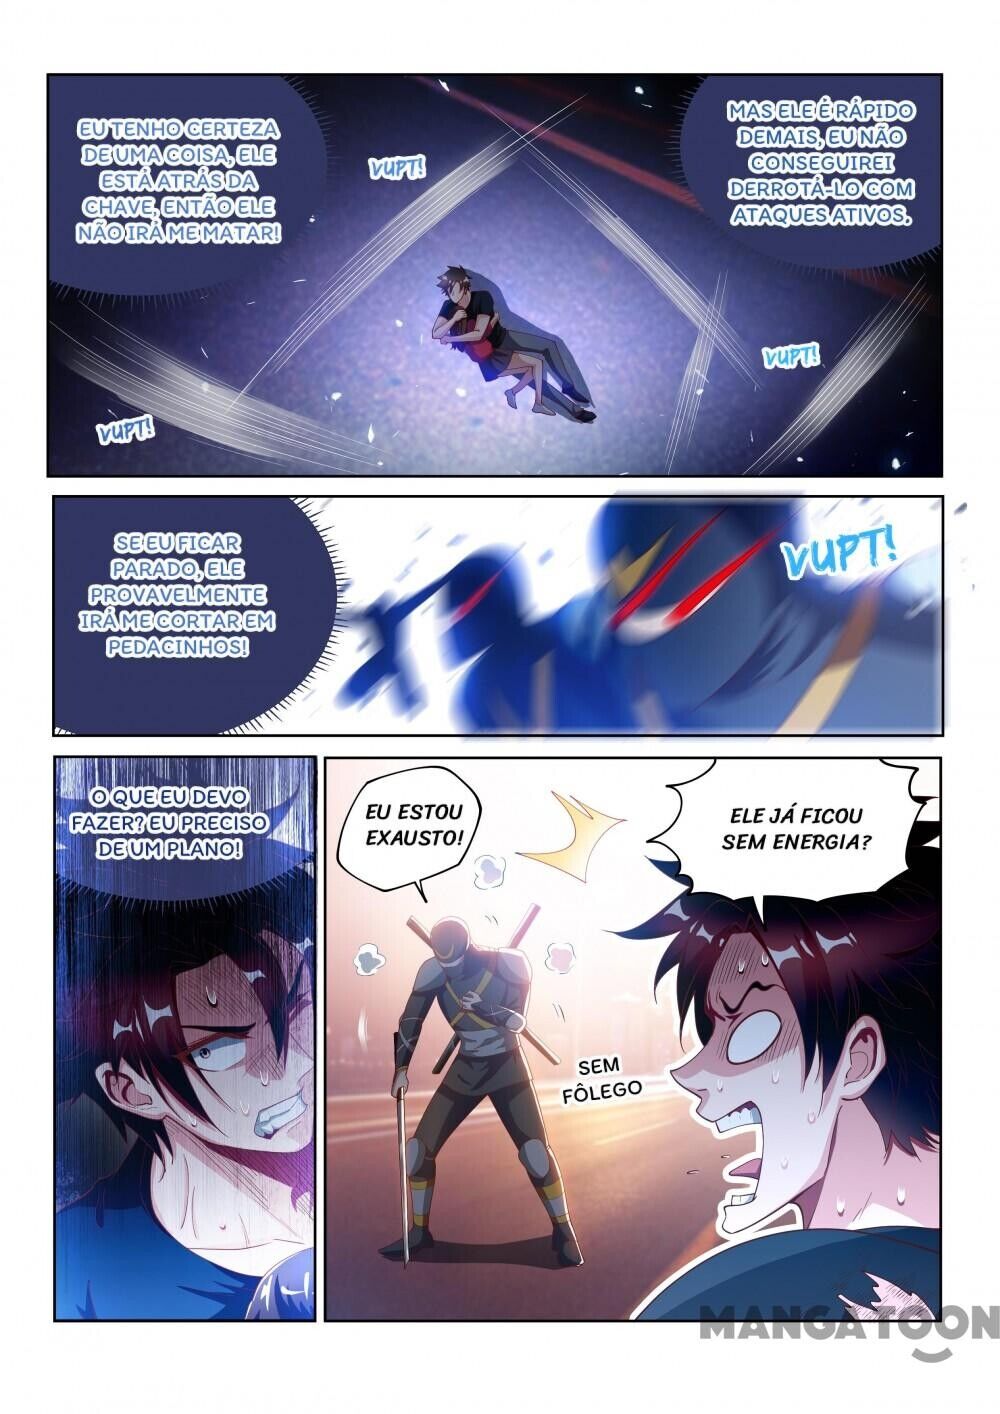 EU TENHO CERTEZA
DE UMA COISA, ELE
ESTÁ ATRÁS DA
CHAVE, ENTÃO ELE
NÃO IRÁ ME MATAR!
VUPT!
MAS ELE É RÁPIDO
DEMAIS, EU NÃO
CONSEGUIREI
DERROTÁ-LO COM
ATAQUES ATIVOS.
VUPT!
VUPT!
SE EU FICAR
PARADO, ELE
PROVAVELMENTE
IRÁ ME CORTAR EM
PEDACINHOS!
VUPT!
O QUE EU DEVO
FAZER? EU PRECISO
DE UM PLANO!
EU ESTOU
EXAUSTO!
ELE JÁ FICOU
SEM ENERGIA?
SEM
FÔLEGO
MANGATOON